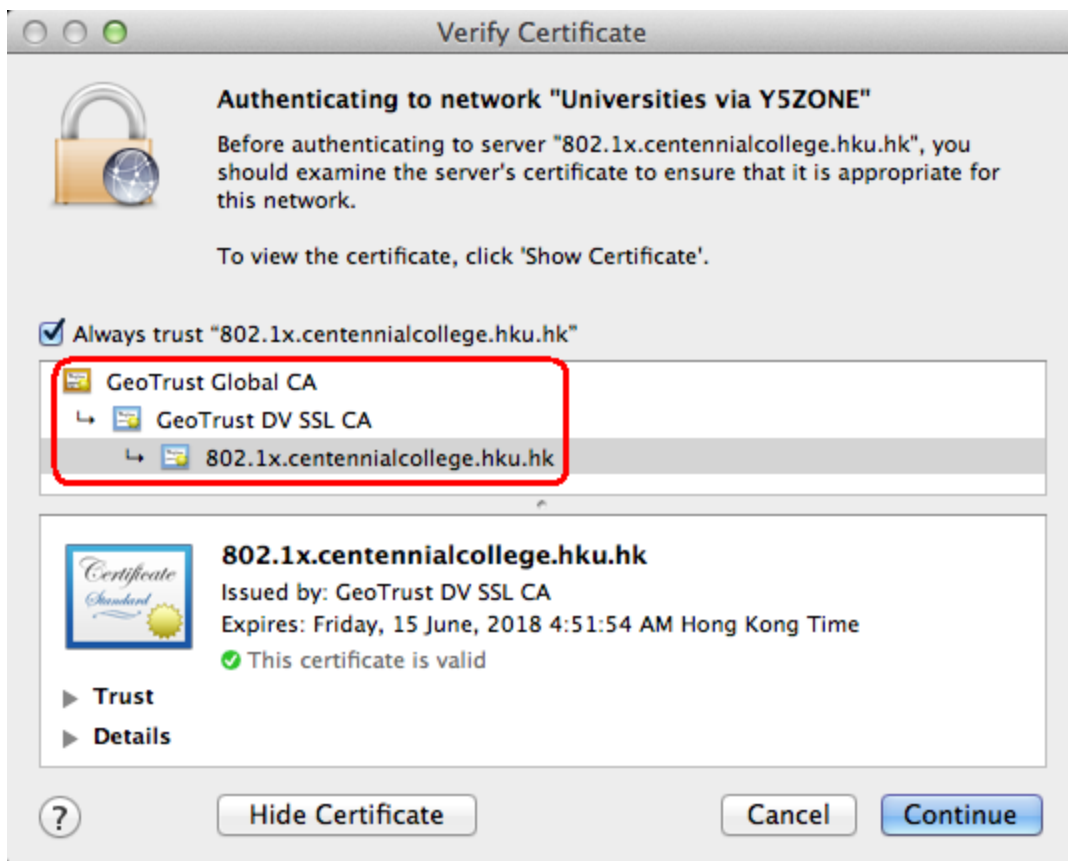 Verify Certificate
Authenticating to network "Universities via Y5ZONE"
Before authenticating to server "802.1x.centennialcollege.hku.hk", you
should examine the server's certificate to ensure that it is appropriate for
this network.
To view the certificate, click 'Show Certificate'.
Always trust “802.1x.centennialcollege.hku.hk”
GeoTrust Global CA
GeoTrust DV SSL CA
802.1x.centennialcollege.hku.hk
Certificate
Standard
802.1x.centennialcollege.hku.hk
Issued by: GeoTrust DV SSL CA
Expires: Friday, 15 June, 2018 4:51:54 AM Hong Kong Time
This certificate is valid
Trust
Details
?
Hide Certificate
Cancel
Continue